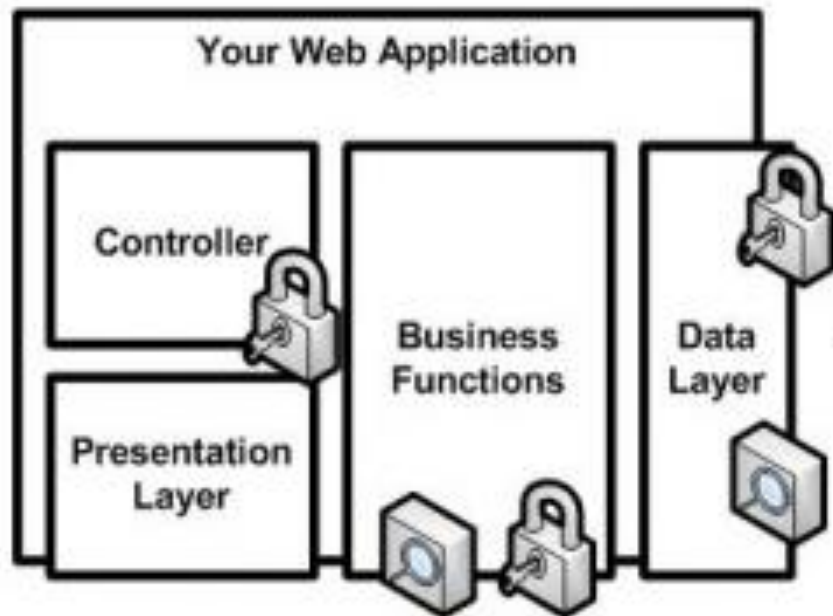 Your Web Application
Controller
Presentation
Layer
Business
Functions
Data
Layer